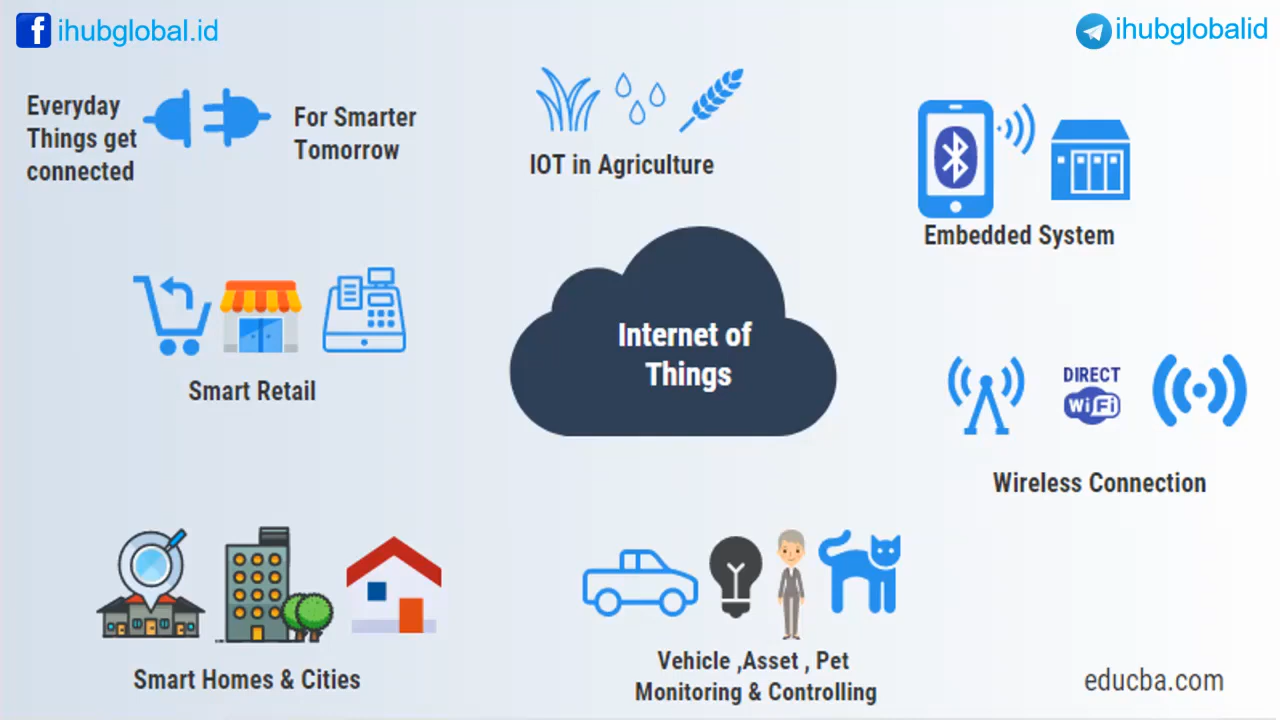 ihubglobal.id
ihubglobalid
Everyday
Things get
connected
For Smarter
Tomorrow
IOT in Agriculture
Embedded System
Internet of
Things
Smart Retail
DIRECT
WiFi
Wireless Connection
Smart Homes & Cities
Vehicle ,Asset , Pet
Monitoring & Controlling
educba.com